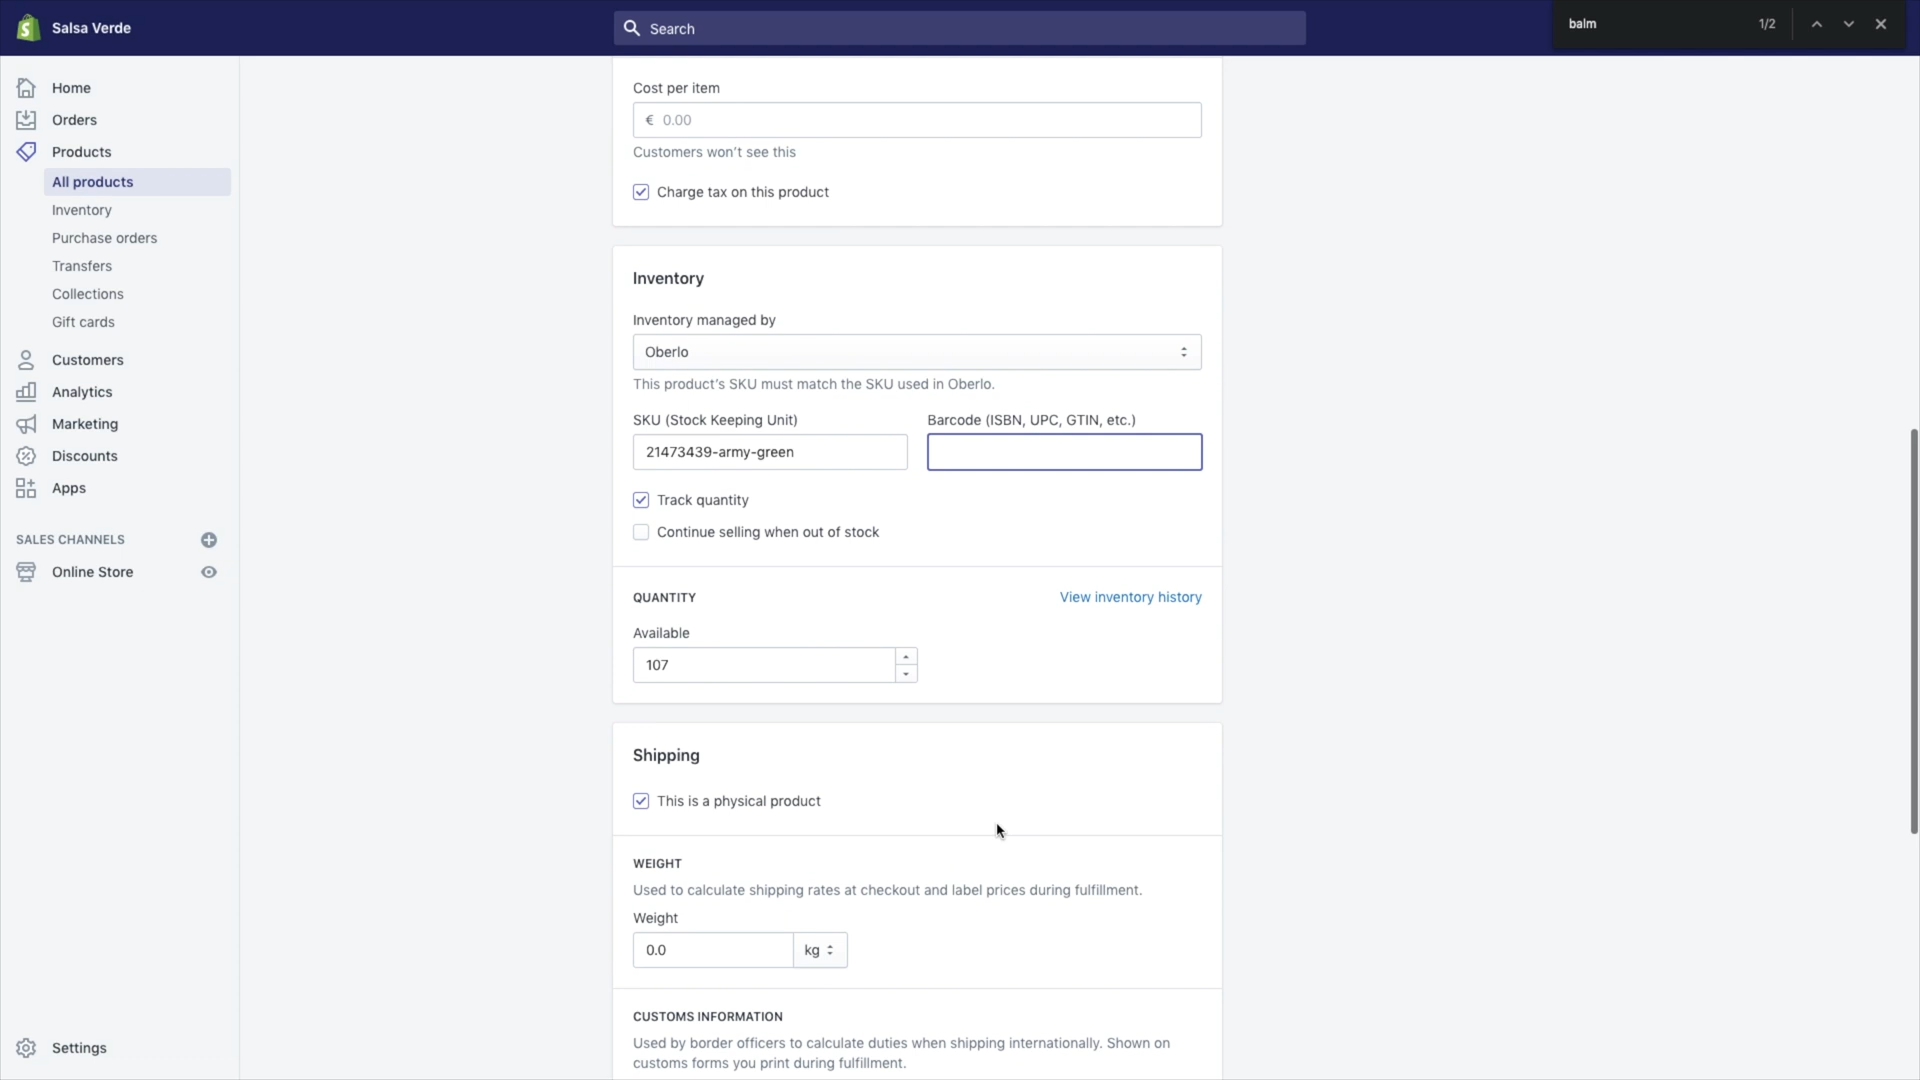 Salsa Verde
Search
balm
1/2
Home
Orders
Products
All products
Inventory
Purchase orders
Transfers
Collections
Gift cards
Customers
Analytics
Marketing
Discounts
Apps
SALES CHANNELS
Online Store
Settings
Cost per item
€ 0.00
Customers won’t see this
Charge tax on this product
Inventory
Inventory managed by
Oberlo
This product’s SKU must match the SKU used in Oberlo.
SKU (Stock Keeping Unit)
Barcode (ISBN, UPC, GTIN, etc.)
21473439-army-green
Track quantity
Continue selling when out of stock
QUANTITY
View inventory history
Available
107
Shipping
This is a physical product
WEIGHT
Used to calculate shipping rates at checkout and label prices during fulfillment.
Weight
0.0
kg
CUSTOMS INFORMATION
Used by border officers to calculate duties when shipping internationally. Shown on
customs forms you print during fulfillment.